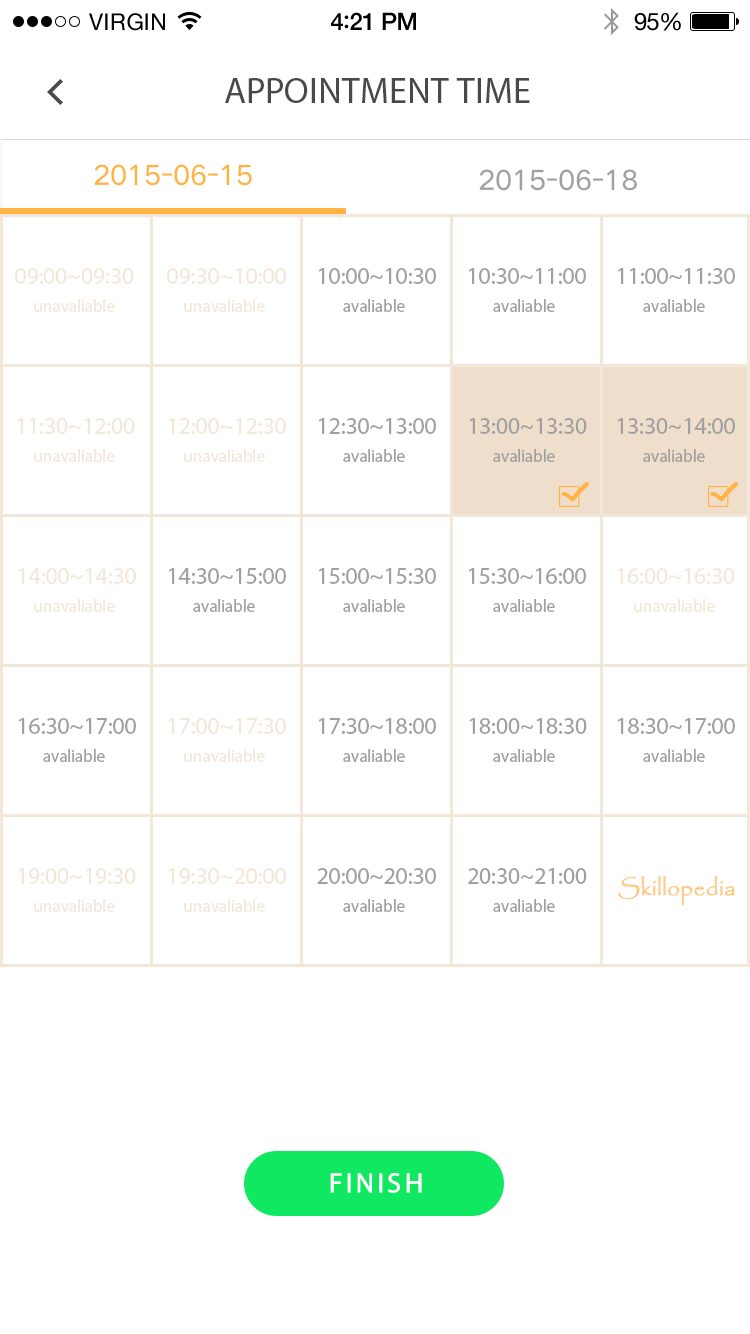 VIRGIN 4:21 PM 95%
APPOINTMENT TIME
2015-06-15 2015-06-18
09:00~09:30 09:30~10:00 10:00~10:30 10:30~11:00 11:00~11:30
unavaliable unavaliable avaliable avaliable avaliable
11:30~12:00 12:00~12:30 12:30~13:00 13:00~13:30 13:30~14:00
unavaliable unavaliable avaliable avaliable avaliable
14:00~14:30 14:30~15:00 15:00~15:30 15:30~16:00 16:00~16:30
unavaliable avaliable avaliable avaliable unavaliable
16:30~17:00 17:00~17:30 17:30~18:00 18:00~18:30 18:30~17:00
avaliable unavaliable avaliable avaliable avaliable
19:00~19:30 19:30~20:00 20:00~20:30 20:30~21:00 Skillopedia
unavaliable unavaliable avaliable avaliable
FINISH